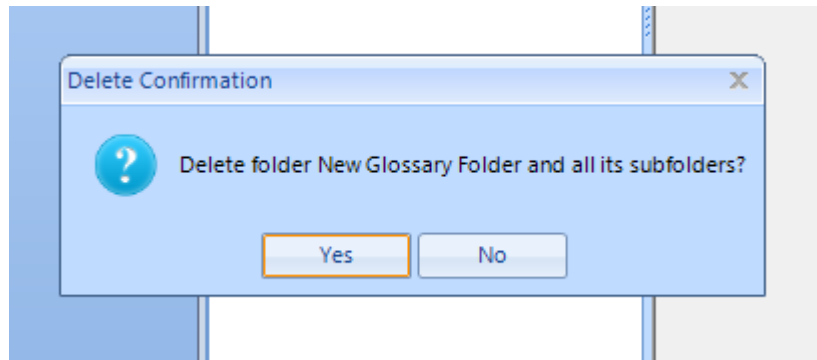 Delete Confirmation
Delete folder New Glossary Folder and all its subfolders?
Yes
No